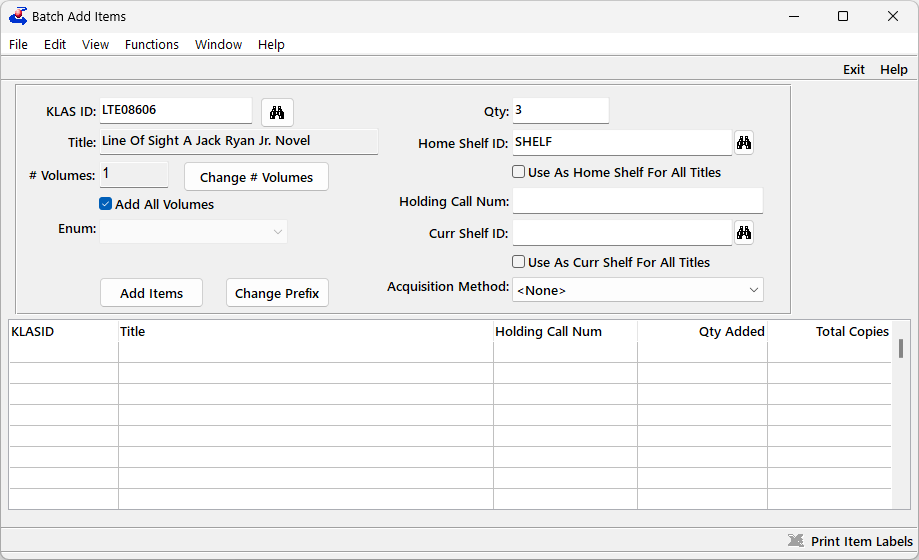 Batch Add Items
File Edit View Functions Window Help
Exit Help
KLAS ID: LTE08606
Qty: 3
Title: Line Of Sight A Jack Ryan Jr. Novel
Home Shelf ID: SHELF
# Volumes: 1 Change # Volumes
Use As Home Shelf For All Titles
Add All Volumes
Holding Call Num:
Enum:
Curr Shelf ID:
Use As Curr Shelf For All Titles
Add Items Change Prefix
Acquisition Method: <None>
KLASID Title Holding Call Num Qty Added Total Copies
Print Item Labels